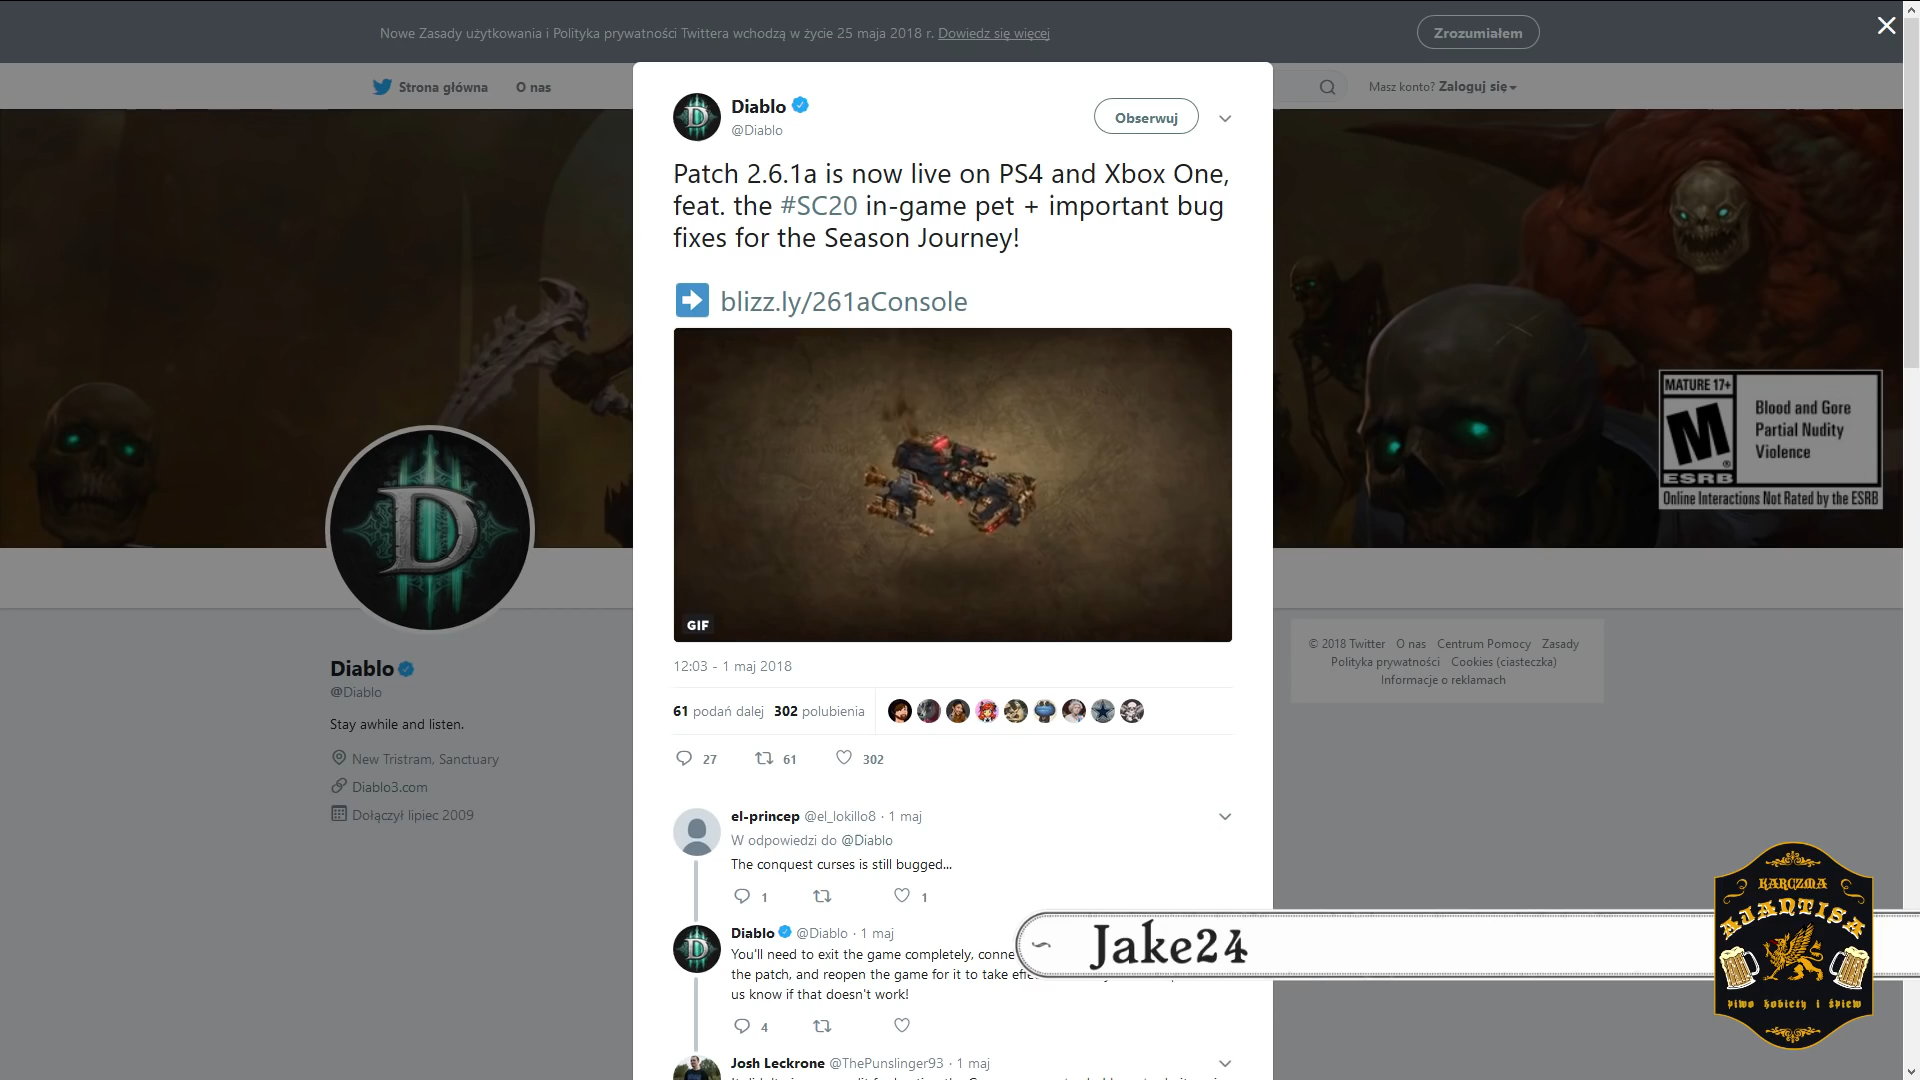 Nowe Zasady użytkowania i Polityka prywatności Twittera wchodzą w życie 25 maja 2018 r. Dowiedz się więcej
Zrozumiałem
Strona główna
O nas
Masz konto? Zaloguj się
Diablo
@Diablo
Obserwuj
Patch 2.6.1a is now live on PS4 and Xbox One,
feat. the #SC20 in-game pet + important bug
fixes for the Season Journey!
blizz.ly/261aConsole
GIF
12:03 - 1 maj 2018
61 podań dalej 302 polubienia
27 61 302
el-princep @el_lokillo8 · 1 maj
W odpowiedzi do @Diablo
The conquest curses is still bugged...
1 1
Diablo @Diablo · 1 maj
You'll need to exit the game completely, conne
the patch, and reopen the game for it to take
us know if that doesn't work!
4
Josh Leckrone @ThePunslinger93 · 1 maj
D
Diablo
@Diablo
Stay awhile and listen.
New Tristram, Sanctuary
Diablo3.com
Dołączył lipiec 2009
MATURE 17+
M
ESRB
Blood and Gore
Partial Nudity
Violence
Online Interactions Not Rated by the ESRB
© 2018 Twitter O nas Centrum Pomocy Zasady
Polityka prywatności Cookies (ciasteczka)
Informacje o reklamach
Jake24
KARCZMA
AJANTISA
piwo kobiety i śpiew